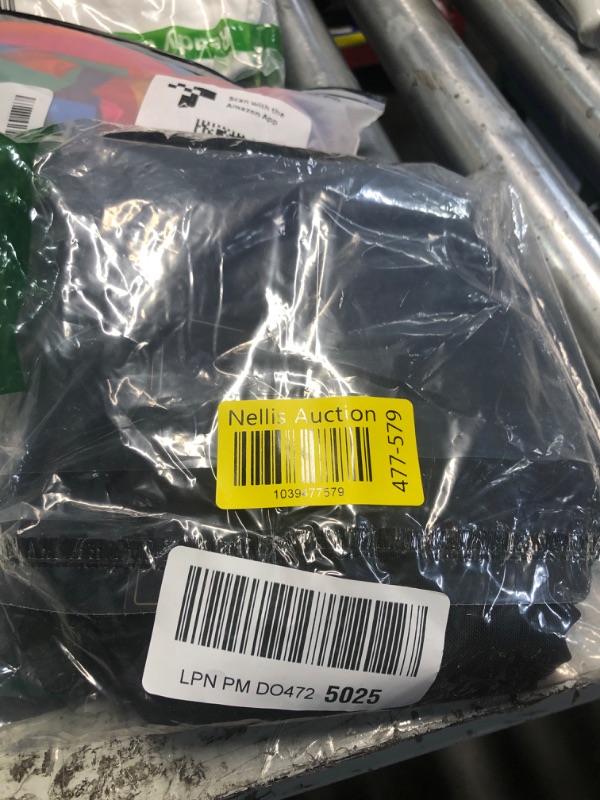 Scan with the
Amazon App
Nellis Auction
1039477579
477-579
LPN PM DO472 5025